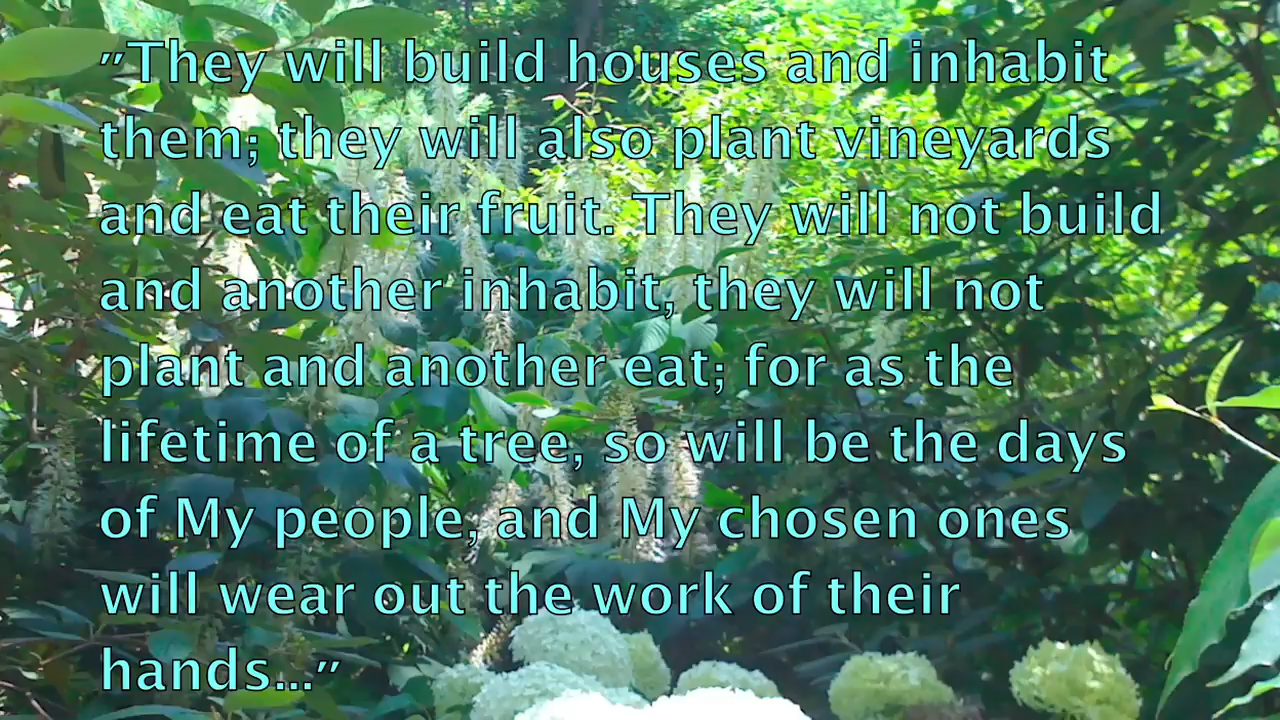 "They will build houses and inhabit
them; they will also plant vineyards
and eat their fruit. They will not build
and another inhabit, they will not
plant and another eat; for as the
lifetime of a tree, so will be the days
of My people, and My chosen ones
will wear out the work of their
hands..."